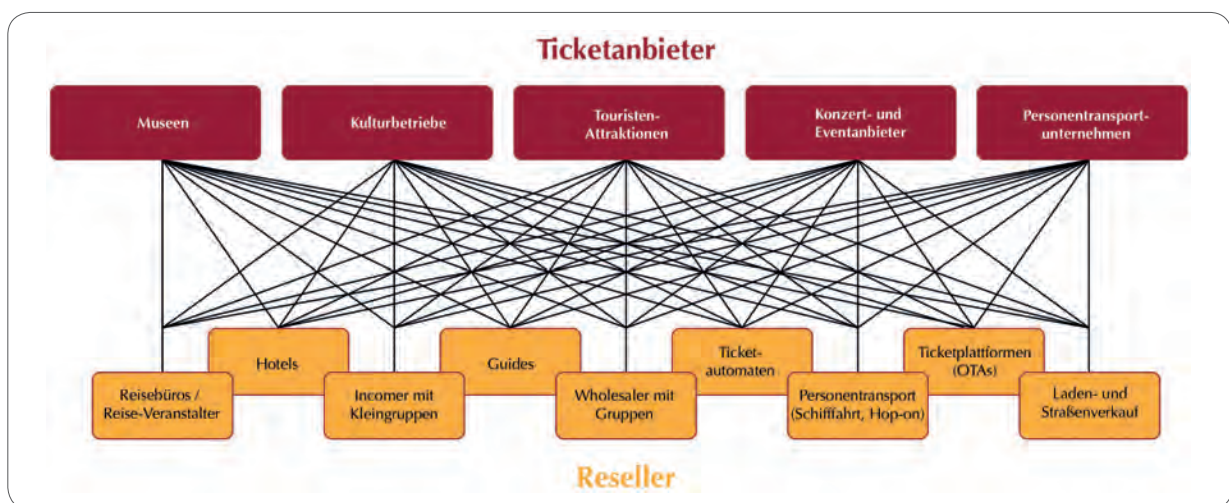 Ticketanbieter
Museen
Kulturbetriebe
Touristen-
Attraktionen
Konzert- und
Eventanbieter
Personentransport-
unternehmen
Hotels
Guides
Ticket-
automaten
Ticketplattformen
(OTAs)
Reisebüros /
Reise-Veranstalter
Incomer mit
Kleingruppen
Wholesaler mit
Gruppen
Personentransport
(Schifffahrt, Hop-on)
Laden- und
Straßenverkauf
Reseller